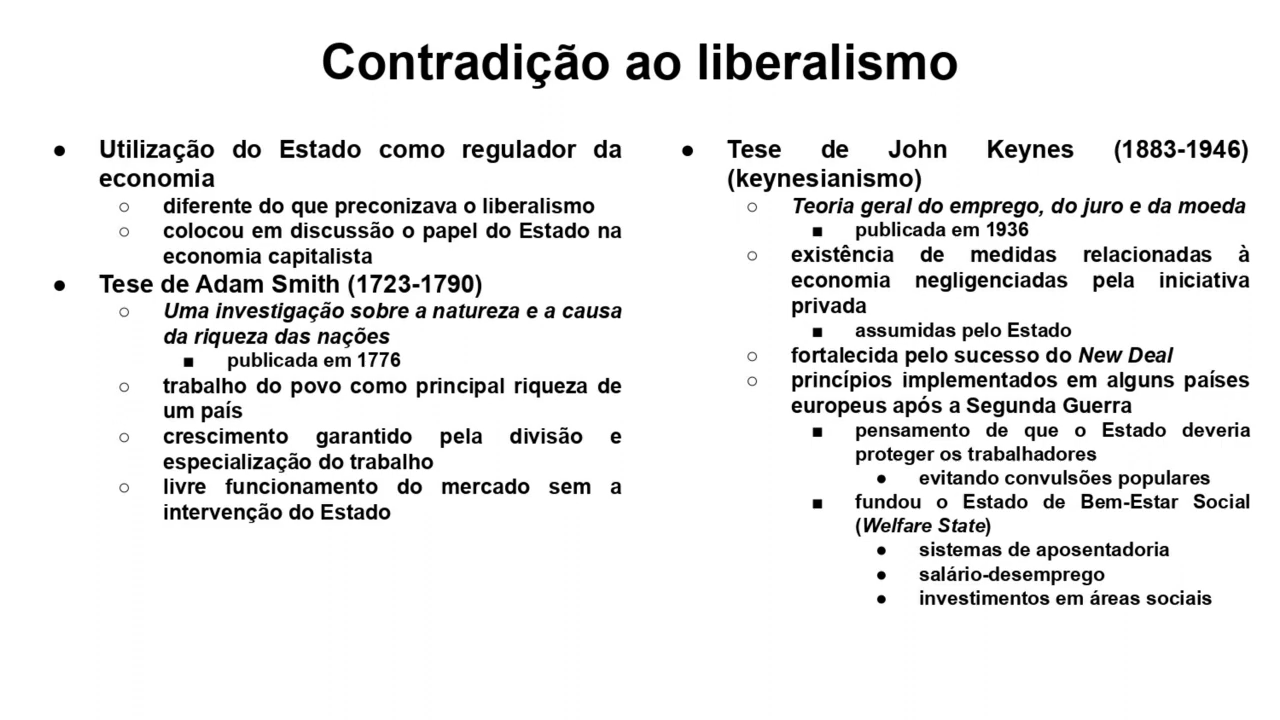 Contradição ao liberalismo
● Utilização do Estado como regulador da
economia
○ diferente do que preconizava o liberalismo
○ colocou em discussão o papel do Estado na
economia capitalista
● Tese de Adam Smith (1723-1790)
○ Uma investigação sobre a natureza e a causa
da riqueza das nações
■ publicada em 1776
○ trabalho do povo como principal riqueza de
um país
○ crescimento garantido pela divisão e
especialização do trabalho
○ livre funcionamento do mercado sem a
intervenção do Estado
● Tese de John Keynes (1883-1946)
(keynesianismo)
○ Teoria geral do emprego, do juro e da moeda
■ publicada em 1936
○ existência de medidas relacionadas à
economia negligenciadas pela iniciativa
privada
■ assumidas pelo Estado
○ fortalecida pelo sucesso do New Deal
○ princípios implementados em alguns países
europeus após a Segunda Guerra
■ pensamento de que o Estado deveria
proteger os trabalhadores
● evitando convulsões populares
■ fundou o Estado de Bem-Estar Social
(Welfare State)
● sistemas de aposentadoria
● salário-desemprego
● investimentos em áreas sociais